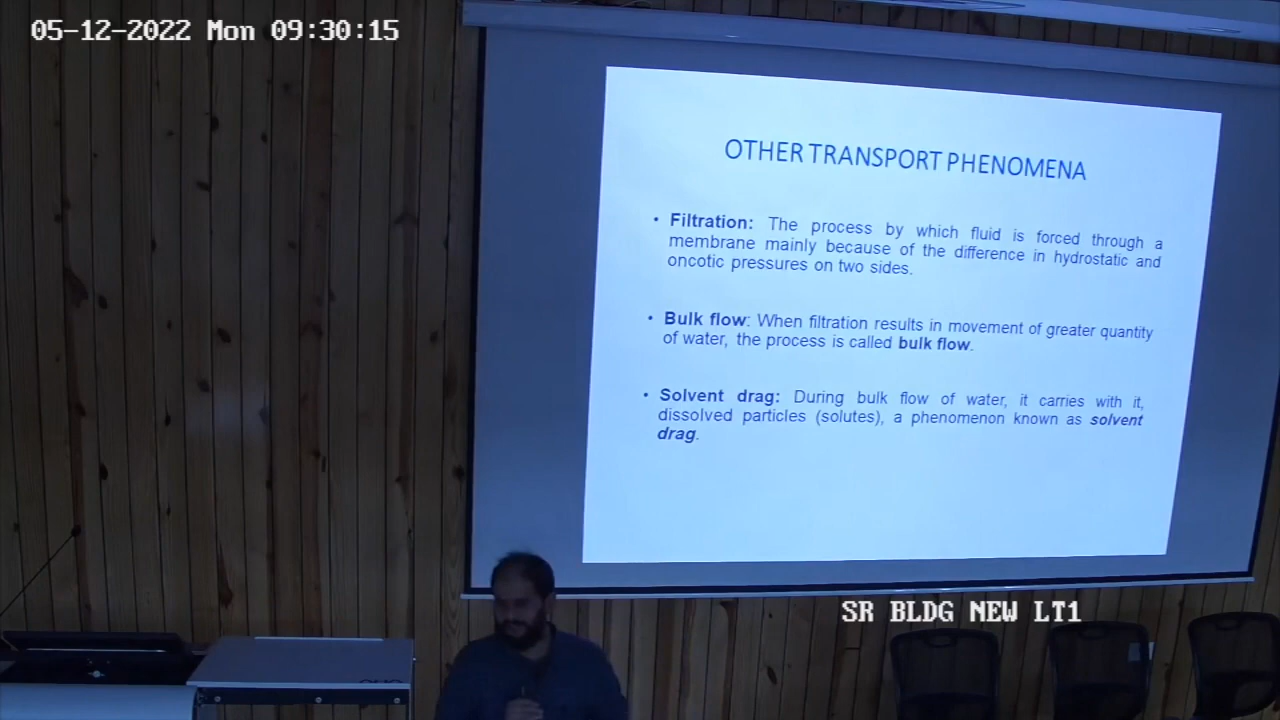 05-12-2022 Mon 09:30:15
OTHER TRANSPORT PHENOMENA
• Filtration: The process by which fluid is forced through a
membrane mainly because of the difference in hydrostatic and
oncotic pressures on two sides.
• Bulk flow: When filtration results in movement of greater quantity
of water, the process is called bulk flow.
• Solvent drag: During bulk flow of water, it carries with it,
dissolved particles (solutes), a phenomenon known as solvent
drag.
SR BLDG NEW LT1